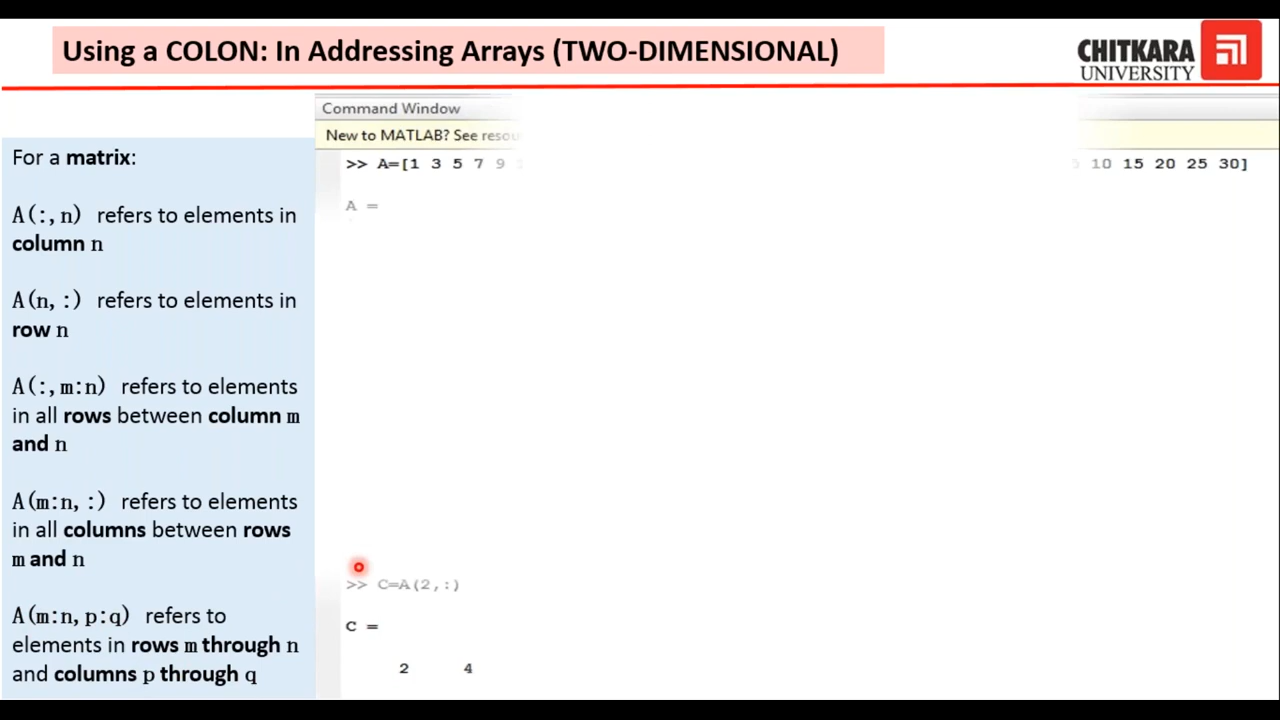 Using a COLON: In Addressing Arrays (TWO-DIMENSIONAL)
CHITKARA
UNIVERSITY
Command Window
New to MATLAB? See resou
For a matrix:
A(:,n) refers to elements in
column n
A(n,:) refers to elements in
row n
A(:,m:n) refers to elements
in all rows between column m
and n
A(m:n,:) refers to elements
in all columns between rows
m and n
A(m:n,p:q) refers to
elements in rows m through n
and columns p through q
>> A=[1 3 5 7 9 10 15 20 25 30]
A =
>> C=A(2,:)
C =
2 4